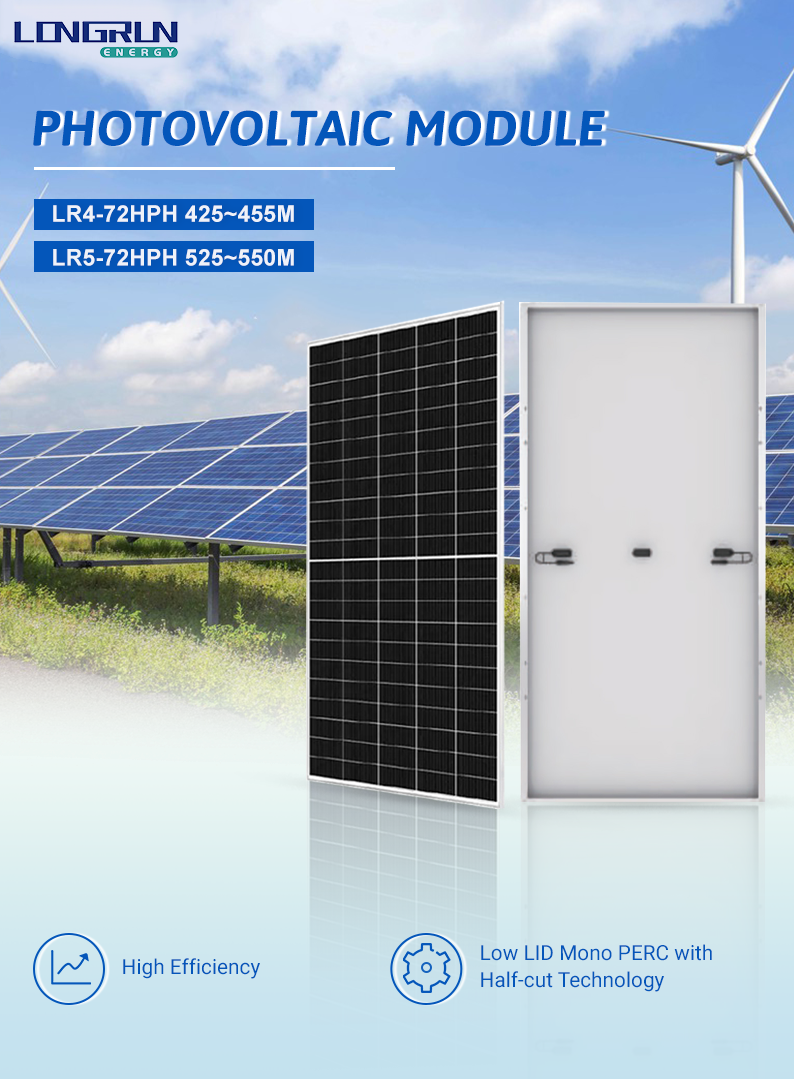 LONGRUN
ENERGY
PHOTOVOLTAIC MODULE
LR4-72HPH 425~455M
LR5-72HPH 525~550M
High Efficiency
Low LID Mono PERC with
Half-cut Technology